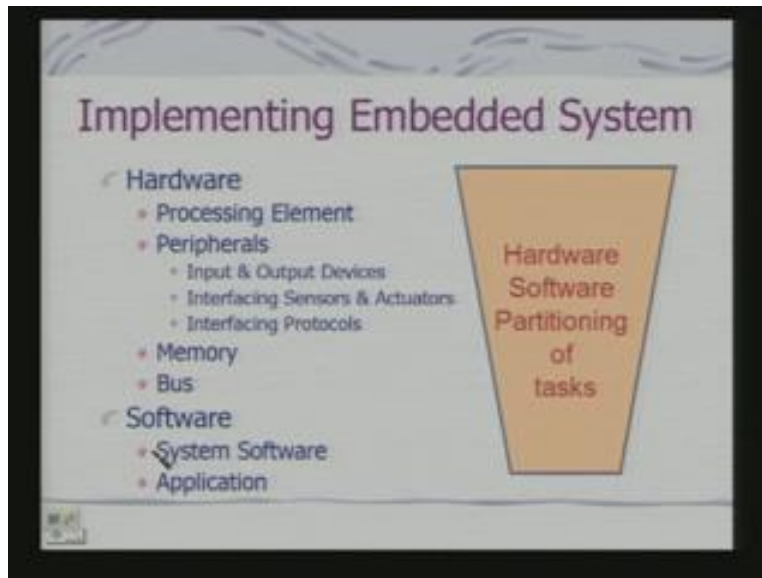 Implementing Embedded System
Hardware
Processing Element
Peripherals
Input & Output Devices
Interfacing Sensors & Actuators
Interfacing Protocols
Memory
Bus
Software
System Software
Application
Hardware
Software
Partitioning
of
tasks